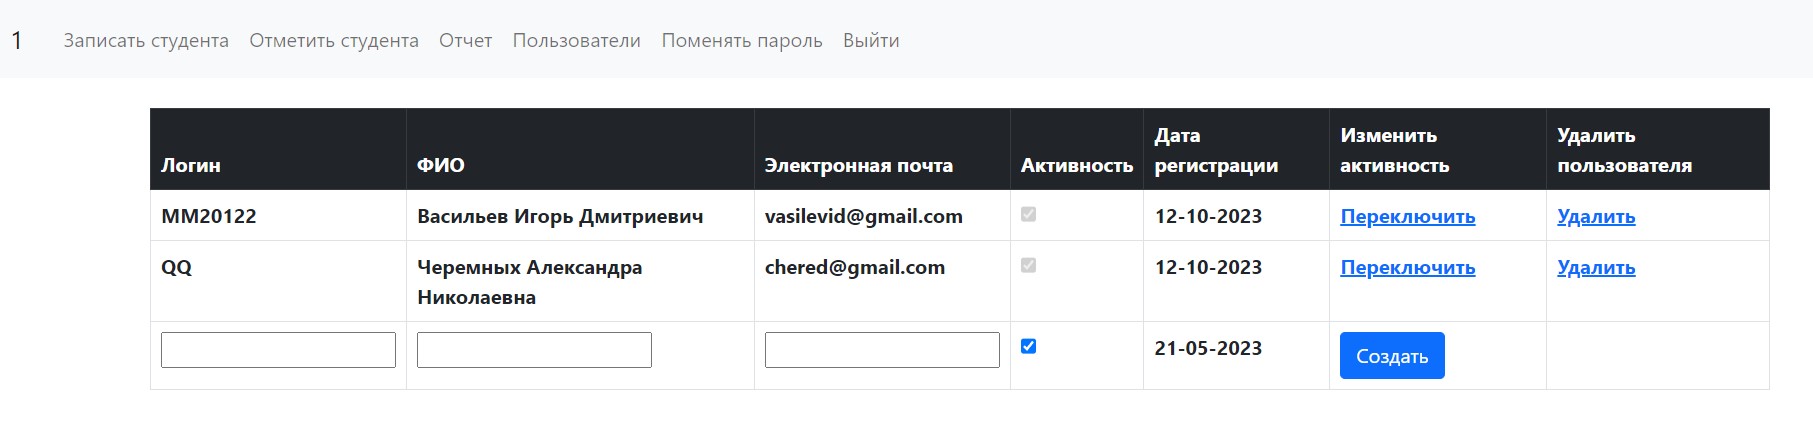 1 Записать студента Отметить студента Отчет Пользователи Поменять пароль Выйти
Логин ФИО Электронная почта Активность Дата регистрации Изменить активность Удалить пользователя
MM20122 Васильев Игорь Дмитриевич vasilevid@gmail.com 12-10-2023 Переключить Удалить
QQ Черемных Александра Николаевна chered@gmail.com 12-10-2023 Переключить Удалить
21-05-2023 Создать